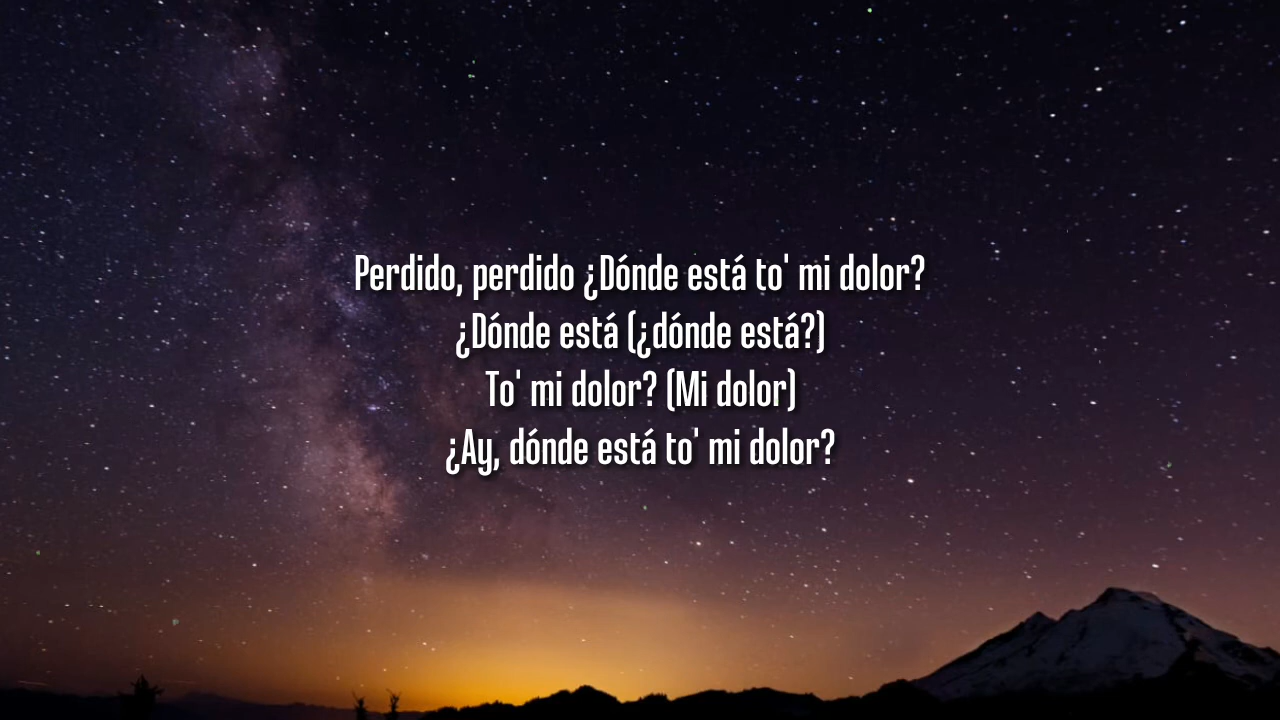 Perdido, perdido ¿Dónde está to' mi dolor?
¿Dónde está (¿dónde está?)
To' mi dolor? (Mi dolor)
¿Ay, dónde está to' mi dolor?